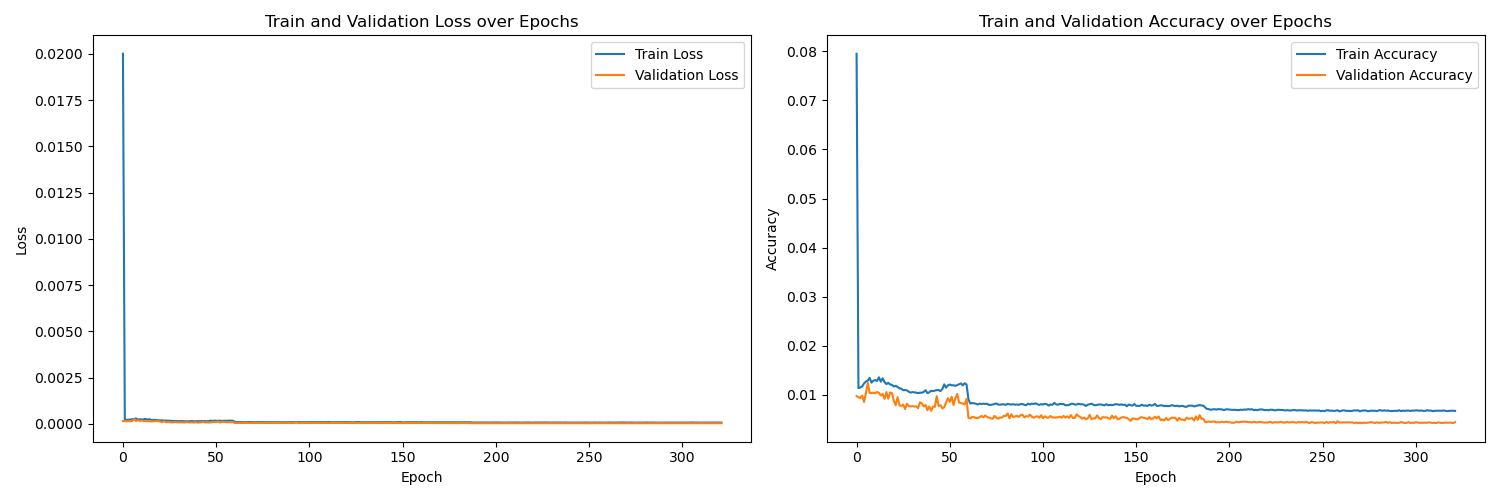 Train and Validation Loss over Epochs
Train Loss
Validation Loss
0.0200
0.0175
0.0150
0.0125
0.0100
0.0075
0.0050
0.0025
0.0000
Loss
0 50 100 150 200 250 300
Epoch
Train and Validation Accuracy over Epochs
Train Accuracy
Validation Accuracy
0.08
0.07
0.06
0.05
0.04
0.03
0.02
0.01
Accuracy
0 50 100 150 200 250 300
Epoch